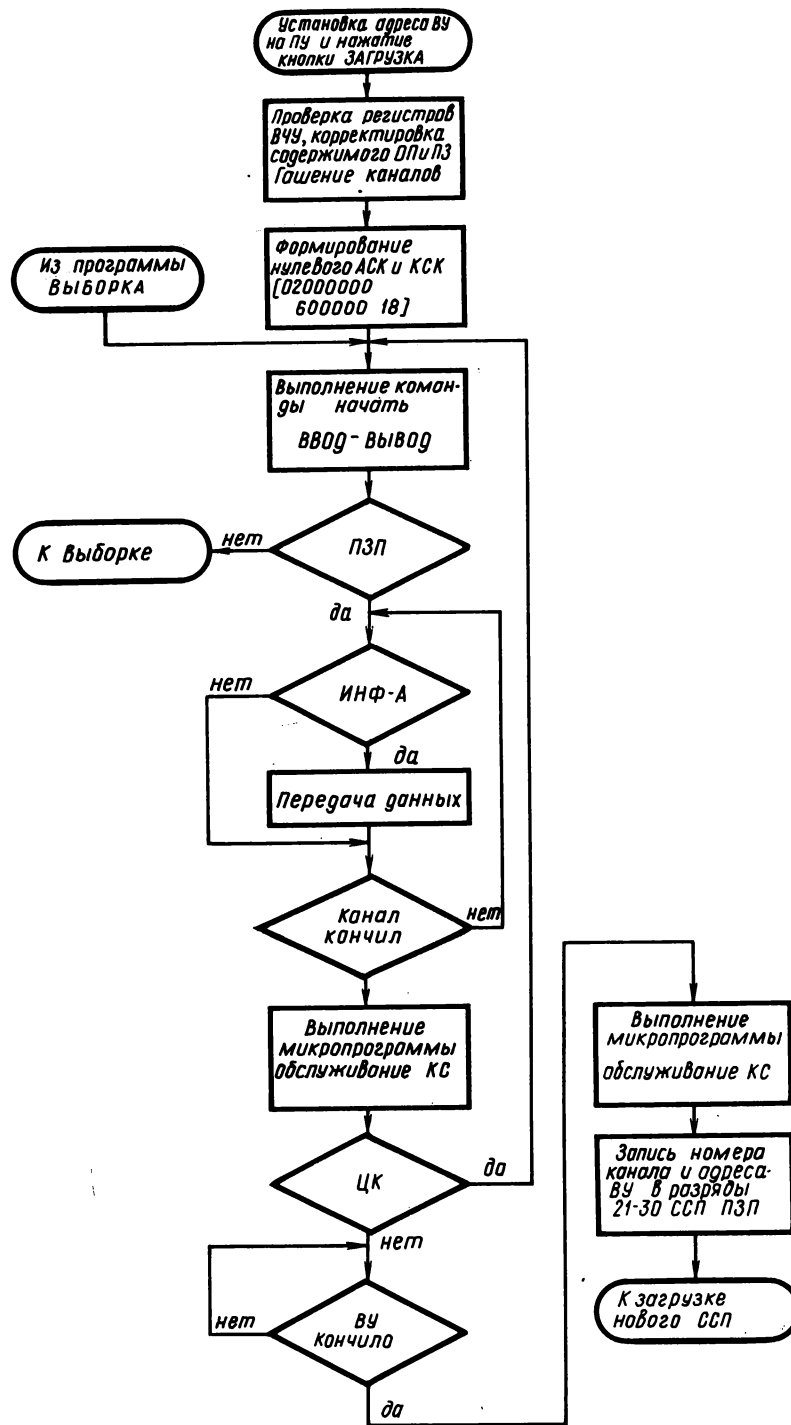 Установка адреса ВУ
на ПУ и нажатие
кнопки ЗАГРУЗКА
Проверка регистров
ВЧУ, корректировка
содержимого ОП и ПЗ
Гашение каналов
Из программы
ВЫБОРКА
Формирование
нулевого АСК и КСК
[02000000
600000 18]
Выполнение коман-
ды начать
ВВОД-ВЫВОД
К выборке
нет
ПЗП
да
нет
ИНФ-А
да
Передача данных
Канал
кончил
нет
Выполнение
микропрограммы
обслуживание КС
ЦК
да
нет
нет
ВУ
кончило
да
Выполнение
микропрограммы
обслуживание КС
Запись номера
канала и адреса-
ВУ в разряды
21-30 ССП ПЗП
К загрузке
нового ССП